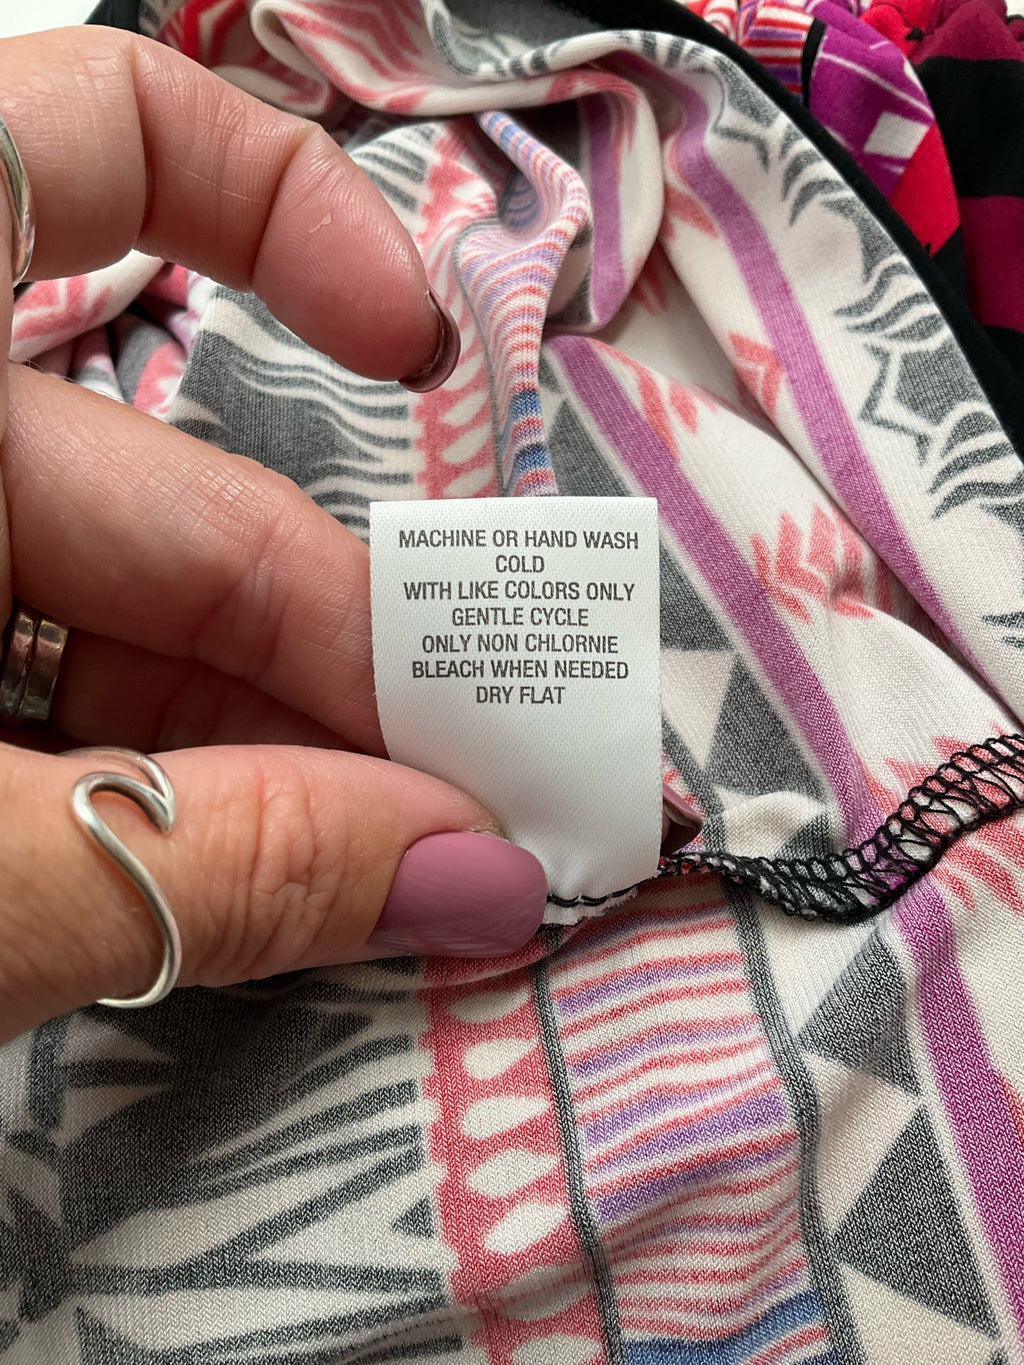 MACHINE OR HAND WASH
COLD
WITH LIKE COLORS ONLY
GENTLE CYCLE
ONLY NON CHLORNIE
BLEACH WHEN NEEDED
DRY FLAT